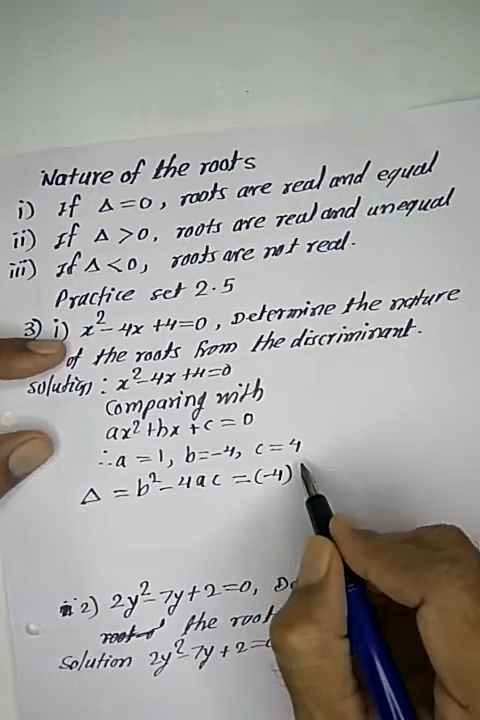 Nature of the roots
i) If Δ=0, roots are real and equal
ii) If Δ>0, roots are real and unequal
iii) If Δ<0, roots are not real.
Practice set 2.5
3) i) x²-4x+4=0, Determine the nature
of the roots from the discriminant.
Solution: x²-4x+4=0
Comparing with
ax²+bx+c=0
∴a=1, b=-4, c=4
Δ=b²-4ac=(-4)
2) 2y²-7y+2=0,
the root
Solution 2y²-7y+2=